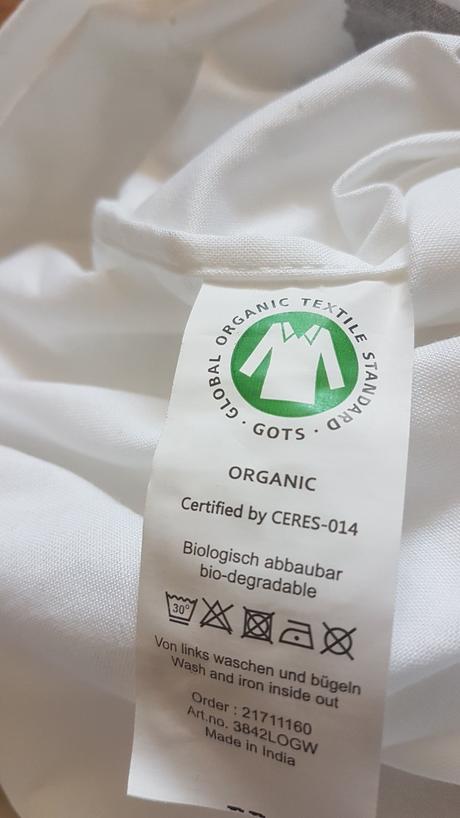 GLOBAL ORGANIC TEXTILE STANDARD · GOTS ·
ORGANIC
Certified by CERES-014
Biologisch abbaubar
bio-degradable
30°
Von links waschen und bügeln
Wash and iron inside out
Order : 21711160
Art.no. 3842LOGW
Made in India